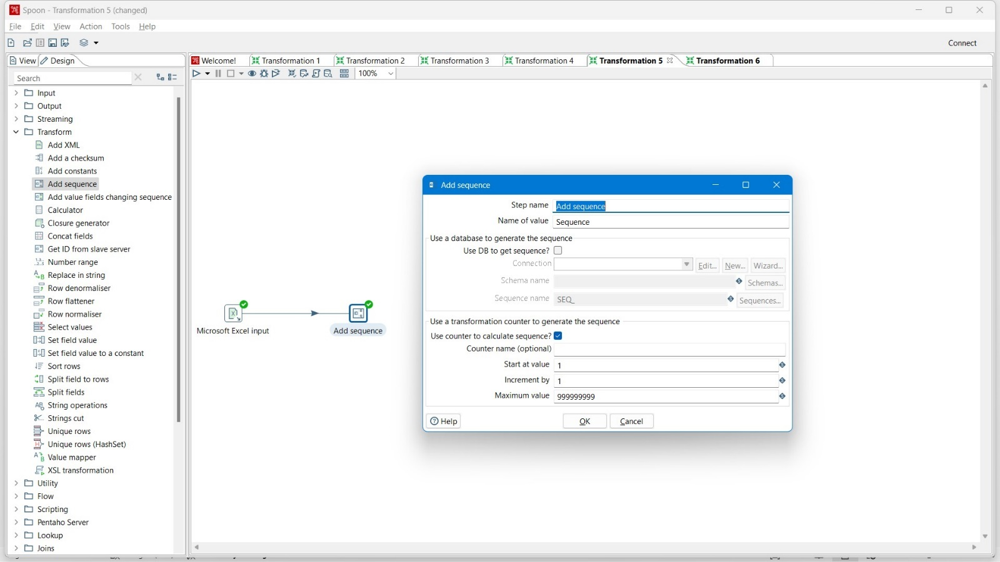 Spoon - Transformation 5 (changed)
File Edit View Action Tools Help
Connect
View Design
Welcome! Transformation 1 Transformation 2 Transformation 3 Transformation 4 Transformation 5 Transformation 6
100%
Search
Input
Output
Streaming
Transform
Add XML
Add a checksum
Add constants
Add sequence
Add value fields changing sequence
Calculator
Closure generator
Concat fields
Get ID from slave server
Number range
Replace in string
Row denormaliser
Row flattener
Row normaliser
Select values
Set field value
Set field value to a constant
Sort rows
Split field to rows
Split fields
String operations
Strings cut
Unique rows
Unique rows (HashSet)
Value mapper
XSL transformation
Utility
Flow
Scripting
Pentaho Server
Lookup
Joins
Microsoft Excel input
Add sequence
Add sequence
Step name Add sequence
Name of value Sequence
Use a database to generate the sequence
Use DB to get sequence?
Connection Edit... New... Wizard...
Schema name Schemas...
Sequence name SEQ_ Sequences...
Use a transformation counter to generate the sequence
Use counter to calculate sequence?
Counter name (optional)
Start at value 1
Increment by 1
Maximum value 999999999
Help OK Cancel